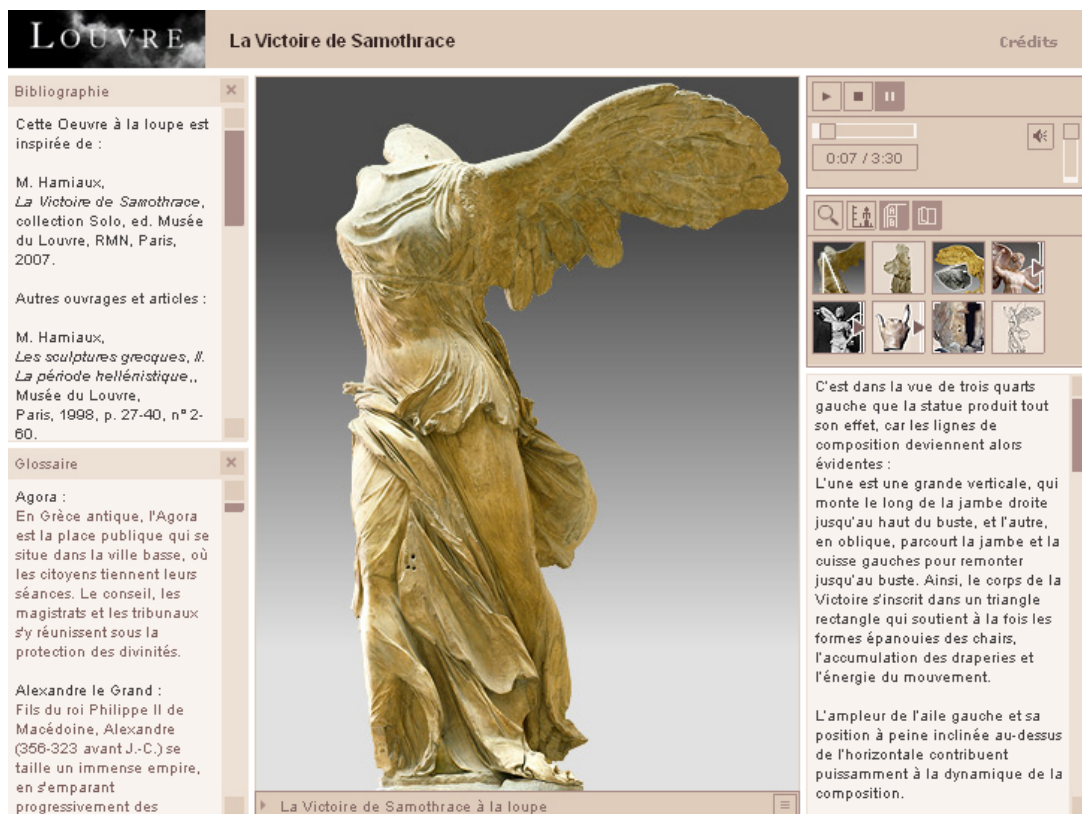 LOUVRE
La Victoire de Samothrace
Crédits
Bibliographie
Cette Oeuvre à la loupe est
inspirée de :
M. Hamiaux,
La Victoire de Samothrace,
collection Solo, ed. Musée
du Louvre, RMN, Paris,
2007.
Autres ouvrages et articles :
M. Hamiaux,
Les sculptures grecques, II.
La période hellénistique,,
Musée du Louvre,
Paris, 1998, p. 27-40, n° 2-
60.
Glossaire
Agora :
En Grèce antique, l'Agora
est la place publique qui se
situe dans la ville basse, où
les citoyens tiennent leurs
séances. Le conseil, les
magistrats et les tribunaux
s'y réunissent sous la
protection des divinités.
Alexandre le Grand :
Fils du roi Philippe II de
Macédoine, Alexandre
(356-323 avant J.-C.) se
taille un immense empire,
en s'emparant
progressivement des
La Victoire de Samothrace à la loupe
0:07 / 3:30
C'est dans la vue de trois quarts
gauche que la statue produit tout
son effet, car les lignes de
composition deviennent alors
évidentes :
L'une est une grande verticale, qui
monte le long de la jambe droite
jusqu'au haut du buste, et l'autre,
en oblique, parcourt la jambe et la
cuisse gauches pour remonter
jusqu'au buste. Ainsi, le corps de la
Victoire s'inscrit dans un triangle
rectangle qui soutient à la fois les
formes épanouies des chairs,
l'accumulation des draperies et
l'énergie du mouvement.
L'ampleur de l'aile gauche et sa
position à peine inclinée au-dessus
de l'horizontale contribuent
puissamment à la dynamique de la
composition.